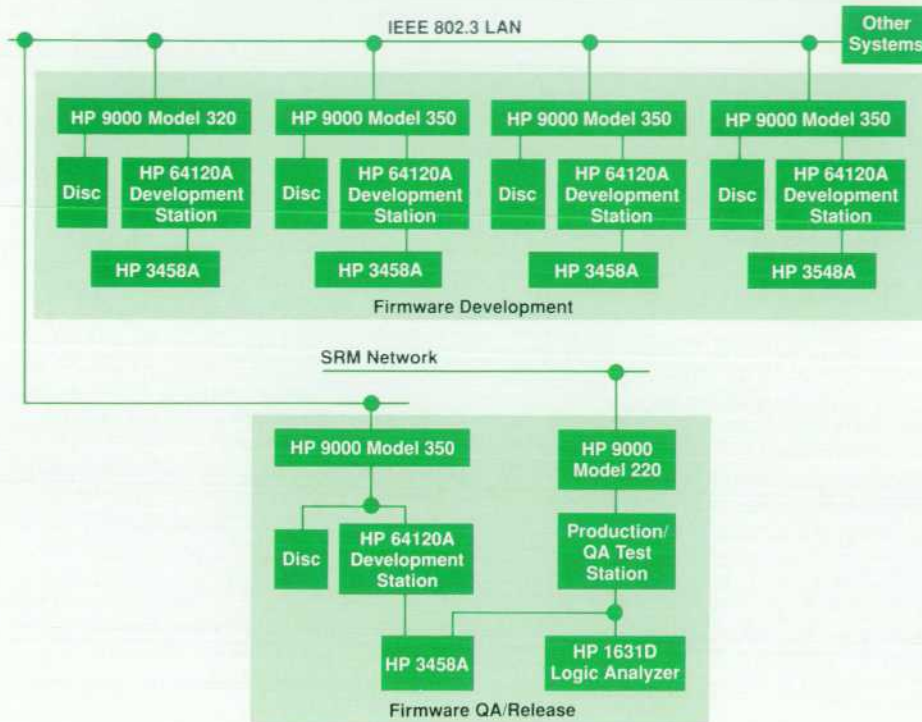 IEEE 802.3 LAN
Other
Systems
HP 9000 Model 320
HP 9000 Model 350
HP 9000 Model 350
HP 9000 Model 350
Disc
HP 64120A
Development
Station
Disc
HP 64120A
Development
Station
Disc
HP 64120A
Development
Station
Disc
HP 64120A
Development
Station
HP 3458A
HP 3458A
HP 3458A
HP 3548A
Firmware Development
SRM Network
HP 9000 Model 350
HP 9000
Model 220
Disc
HP 64120A
Development
Station
Production/
QA Test
Station
HP 3458A
HP 1631D
Logic Analyzer
Firmware QA/Release